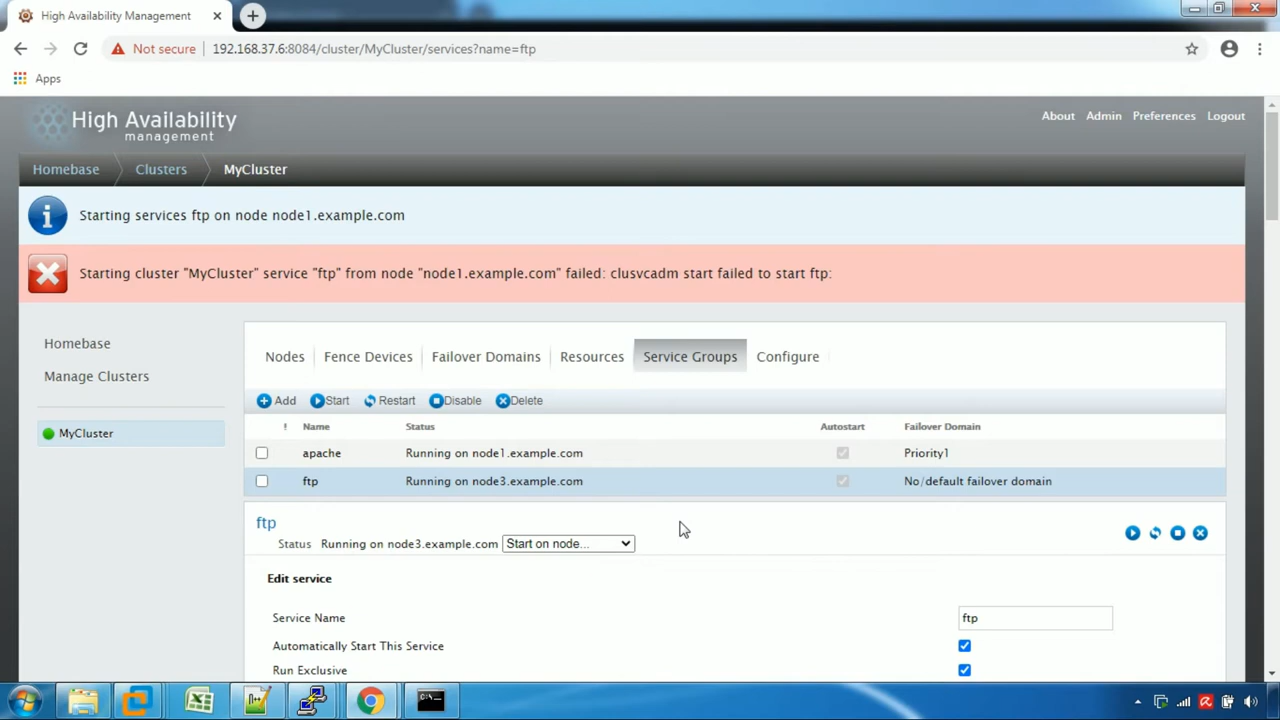 High Availability Management
Not secure 192.168.37.6:8084/cluster/MyCluster/services?name=ftp
Apps
High Availability
management
About Admin Preferences Logout
Homebase Clusters MyCluster
Starting services ftp on node node1.example.com
Starting cluster "MyCluster" service "ftp" from node "node1.example.com" failed: clusvcadm start failed to start ftp:
Homebase
Manage Clusters
MyCluster
Nodes Fence Devices Failover Domains Resources Service Groups Configure
Add Start Restart Disable Delete
! Name Status Autostart Failover Domain
apache Running on node1.example.com Priority1
ftp Running on node3.example.com No/default failover domain
ftp
Status Running on node3.example.com Start on node...
Edit service
Service Name ftp
Automatically Start This Service
Run Exclusive